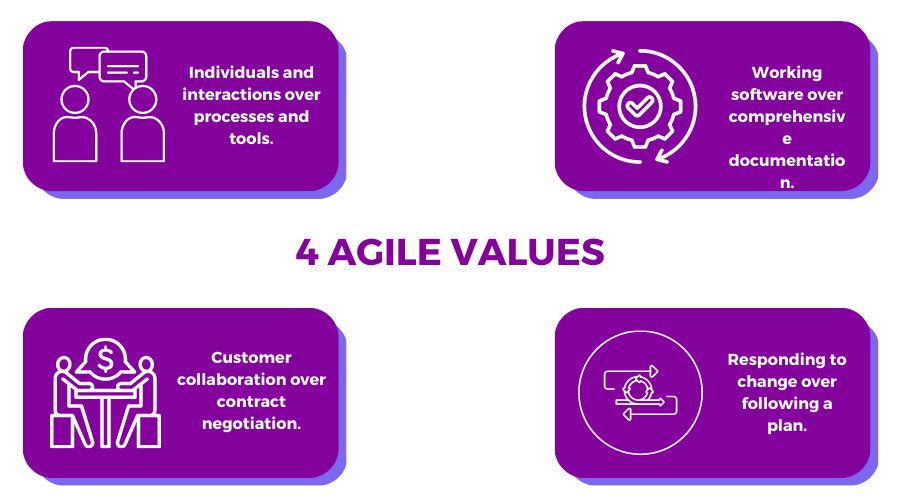 Individuals and
interactions over
processes and
tools.
Working
software over
comprehensiv
e
documentatio
n.
4 AGILE VALUES
$
Customer
collaboration over
contract
negotiation.
Responding to
change over
following a
plan.